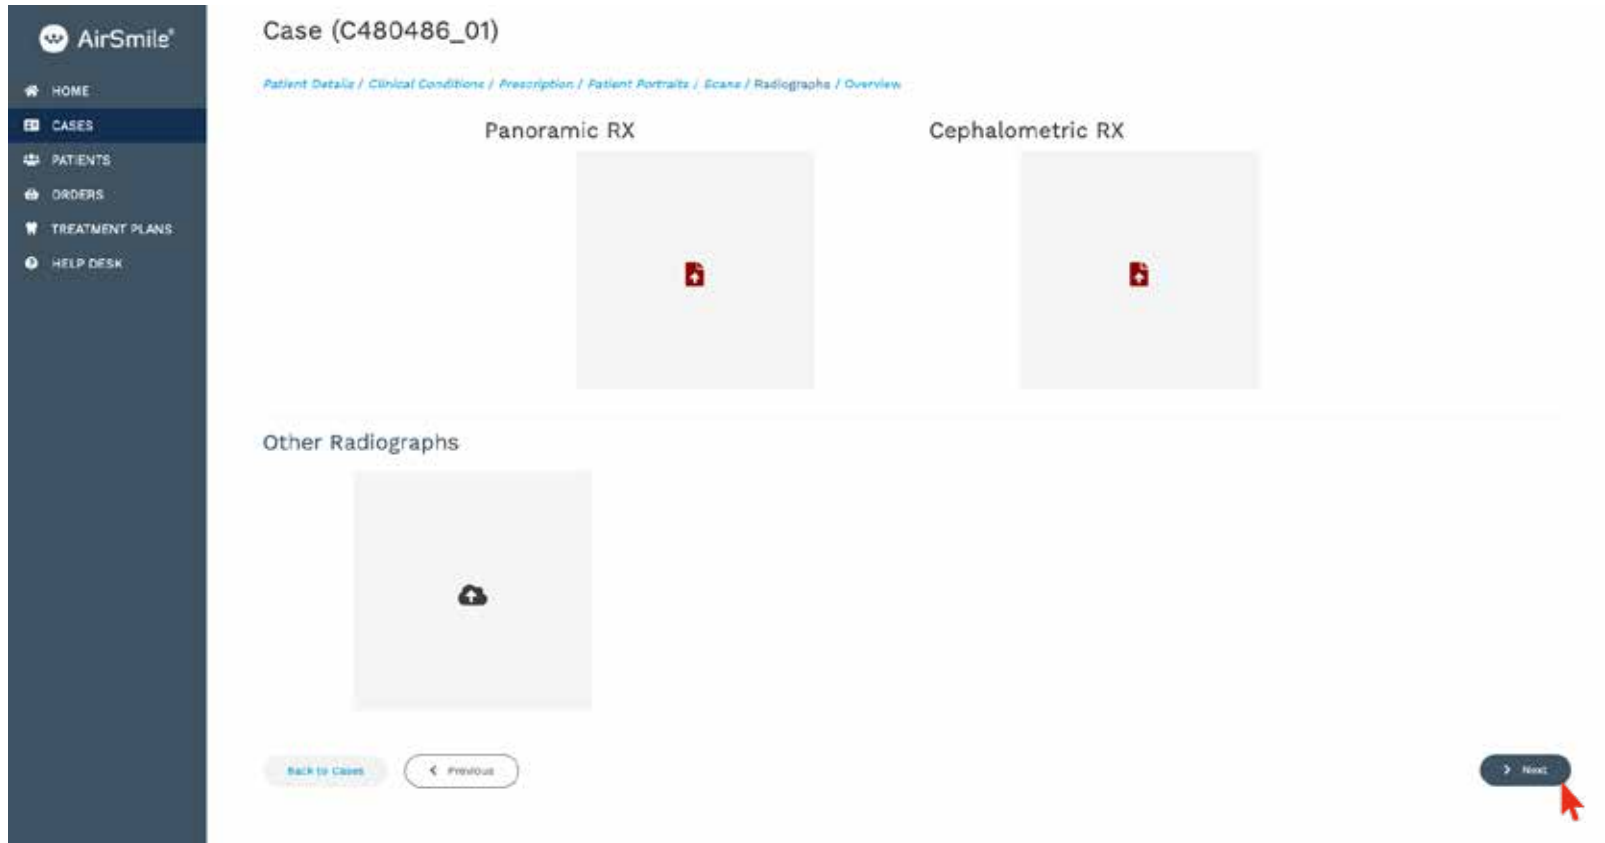 AirSmile®
HOME
CASES
PATIENTS
ORDERS
TREATMENT PLANS
HELP DESK
Case (C480486_01)
Patient Details / Clinical Conditions / Prescription / Patient Portraits / Scans / Radiographs / Overview
Panoramic RX
Cephalometric RX
Other Radiographs
Back to Cases
Previous
Next